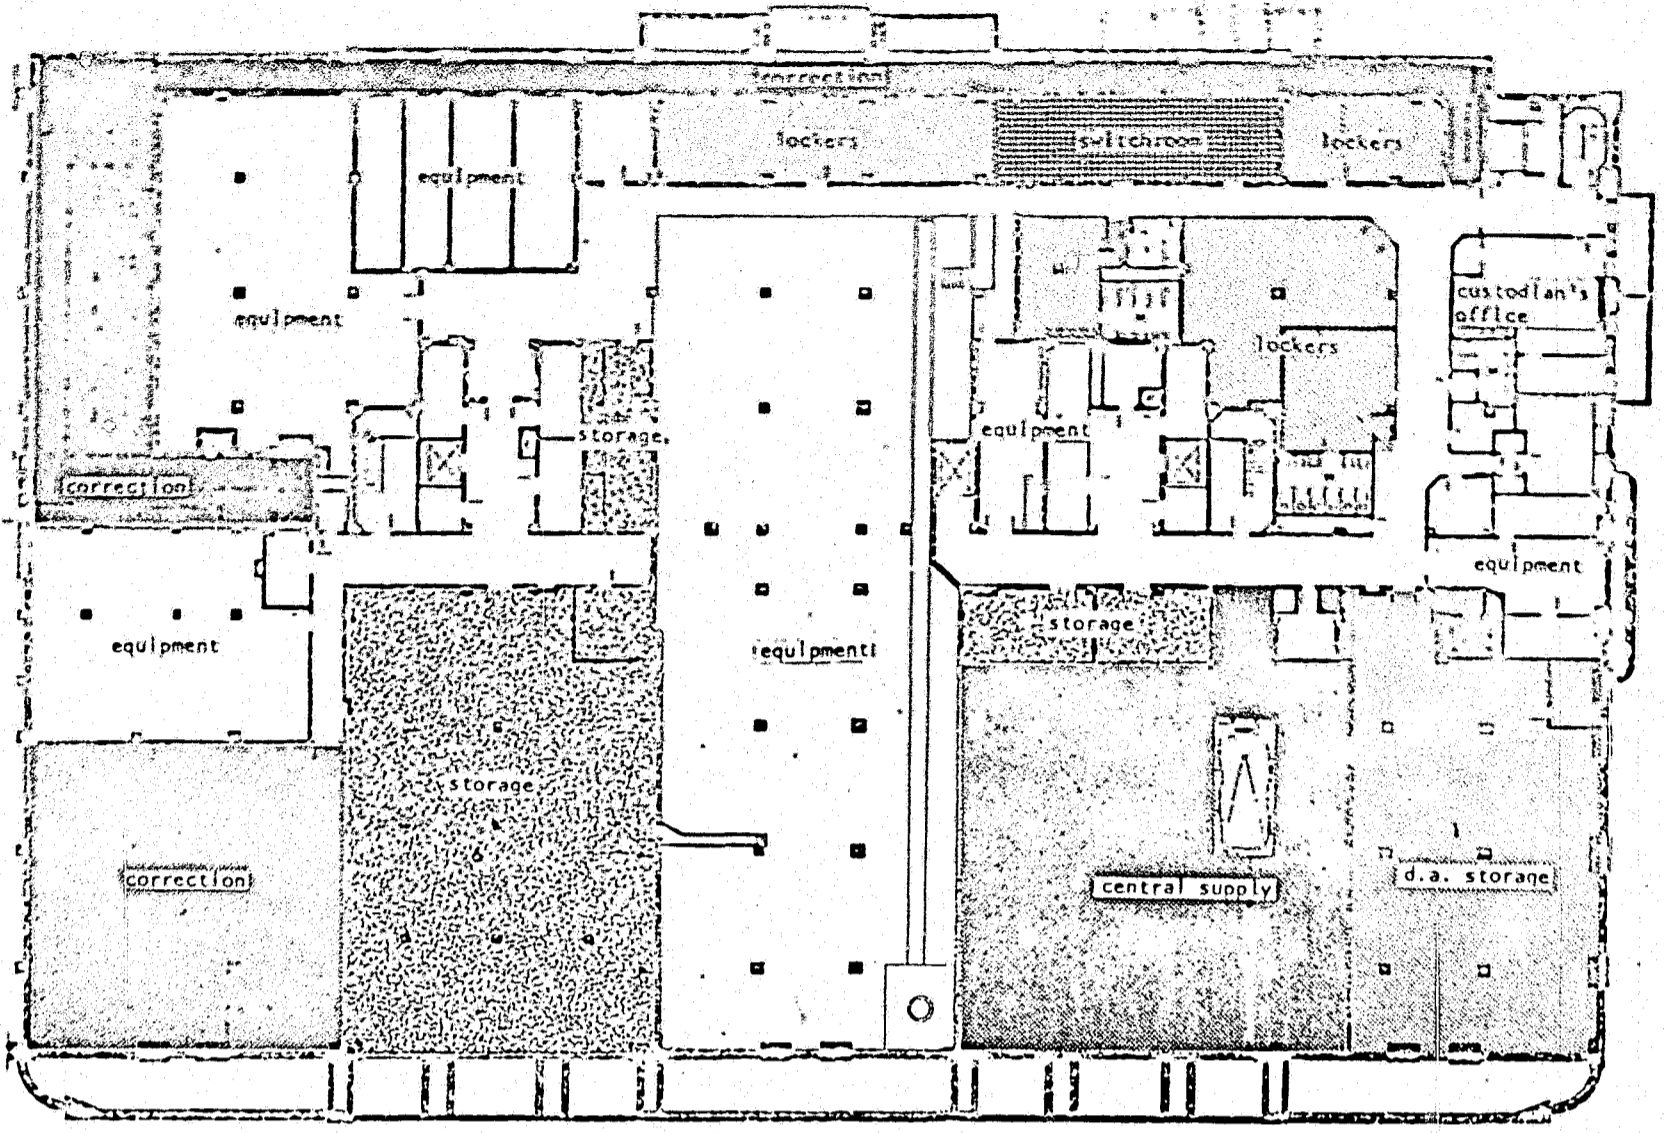 correction
lockers
switchroom
lockers
equipment
equipment
custodian's
office
lockers
storage
equipment
correction
equipment
storage
equipment
equipment
storage
correction
central supply
d.a. storage